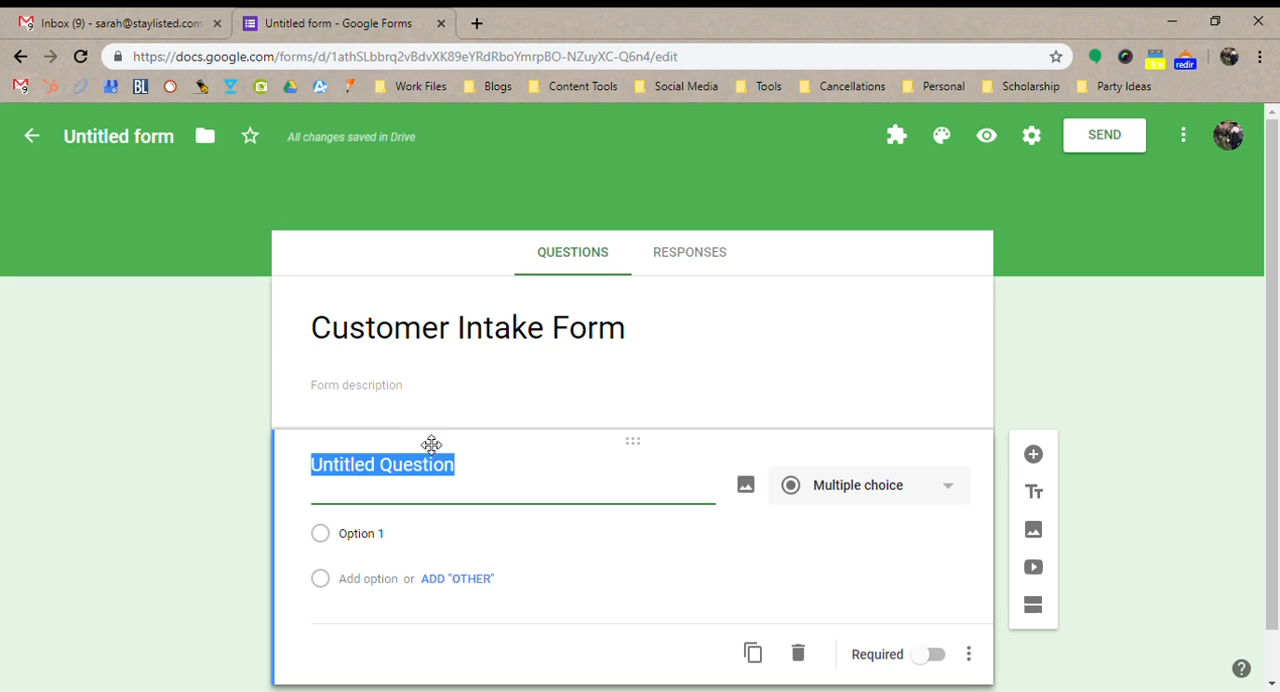 Inbox (9) - sarah@staylisted.com
Untitled form - Google Forms
https://docs.google.com/forms/d/1athSLbbrq2vBdvXK89eYRdRboYmrpBO-NZuyXC-Q6n4/edit
redir
BL
Work Files
Blogs
Content Tools
Social Media
Tools
Cancellations
Personal
Scholarship
Party Ideas
Untitled form
All changes saved in Drive
SEND
QUESTIONS
RESPONSES
Customer Intake Form
Form description
Untitled Question
Multiple choice
Option 1
Add option or ADD "OTHER"
Required